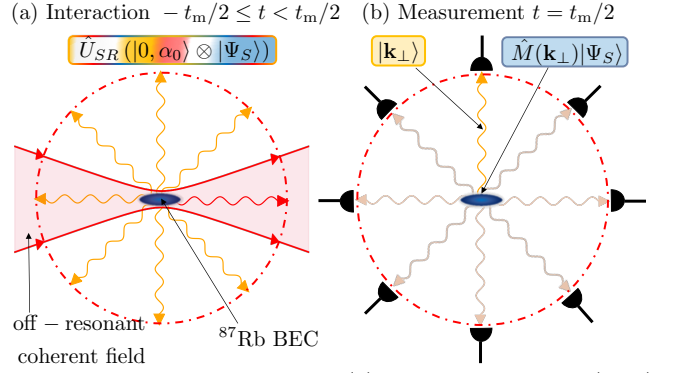 (a) Interaction − t_m/2 ≤ t < t_m/2
Û_SR (|0, α_0⟩ ⊗ |Ψ_S⟩)
off − resonant
coherent field
⁸⁷Rb BEC
(b) Measurement t = t_m/2
|k_⊥⟩
M̂(k_⊥)|Ψ_S⟩